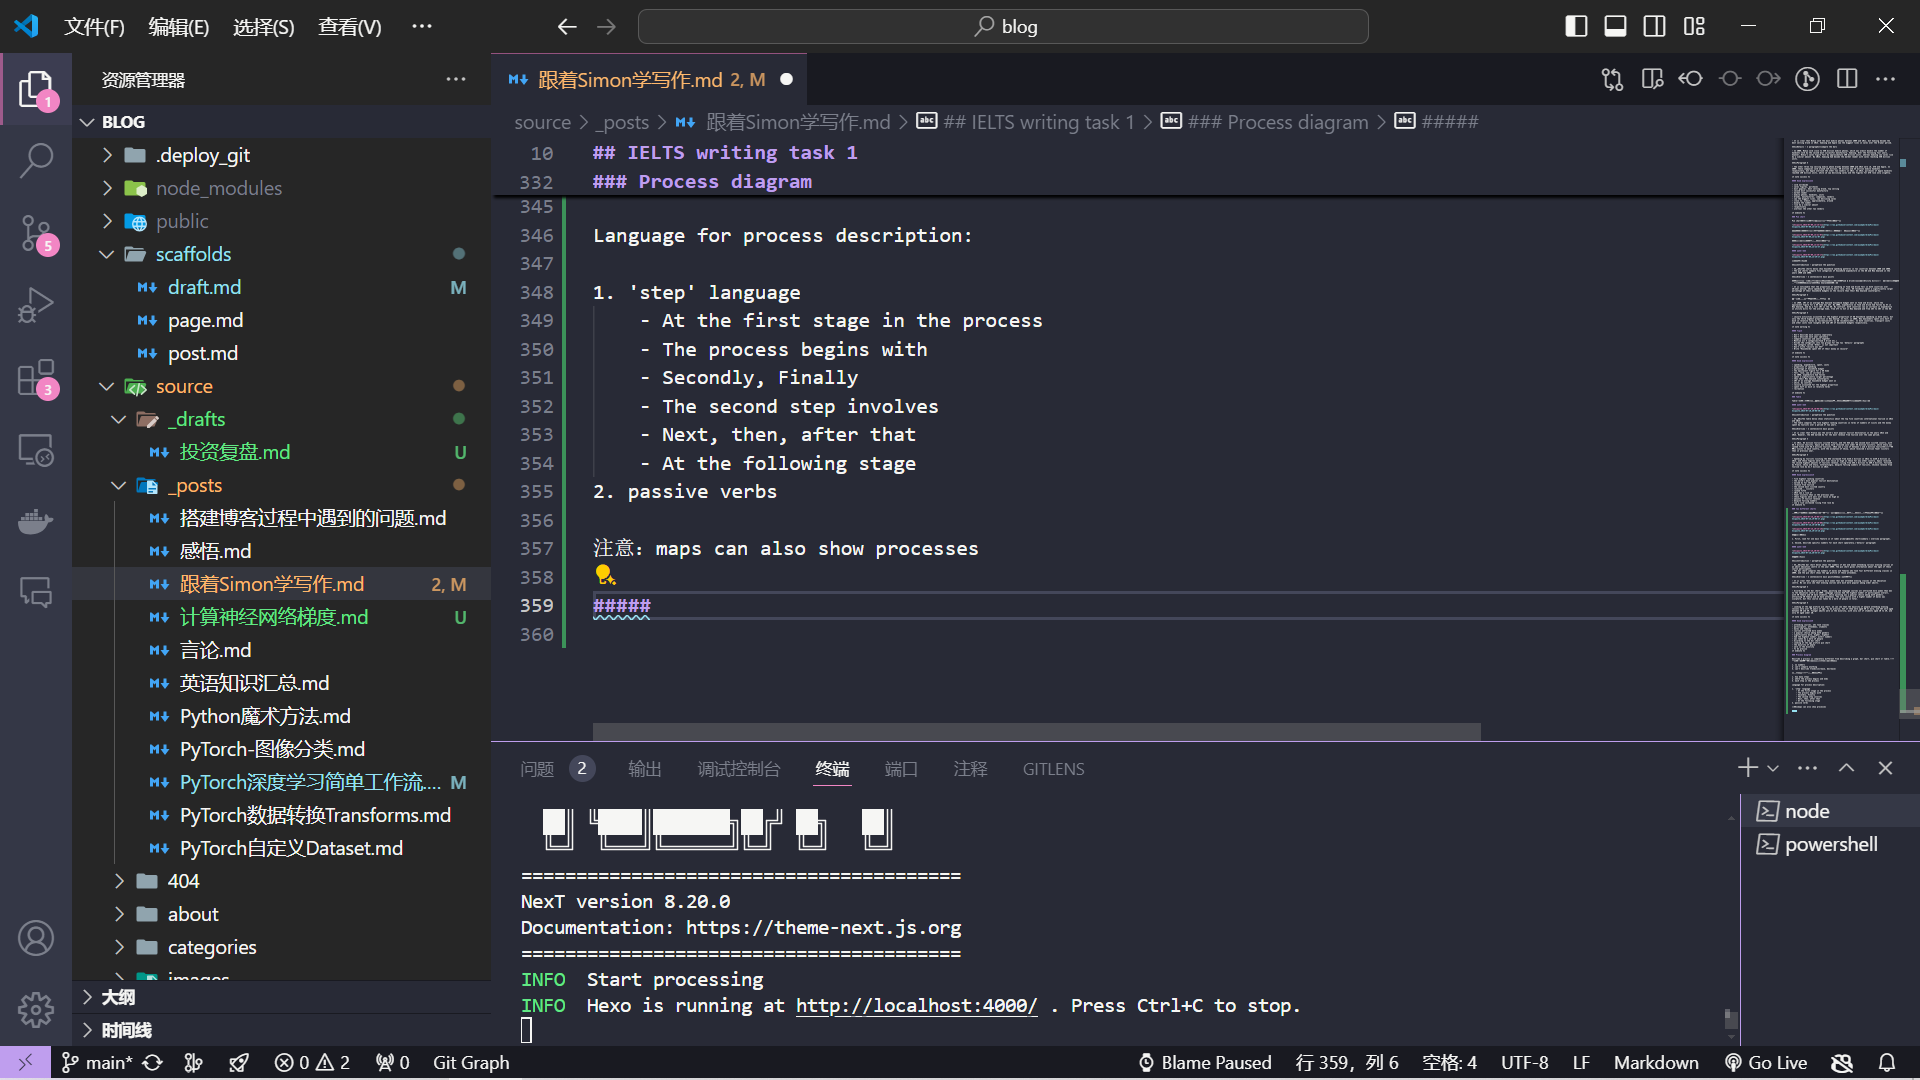 文件(F) 编辑(E) 选择(S) 查看(V) ··· blog
资源管理器 ···
跟着Simon学写作.md 2, M
source > _posts > 跟着Simon学写作.md > ## IELTS writing task 1 > ### Process diagram > #####
1
5
3
BLOG
.deploy_git
node_modules
public
scaffolds
draft.md M
page.md
post.md
source
_drafts
投资复盘.md U
_posts
搭建博客过程中遇到的问题.md
感悟.md
跟着Simon学写作.md 2, M
计算神经网络梯度.md U
言论.md
英语知识汇总.md
Python魔术方法.md
PyTorch-图像分类.md
PyTorch深度学习简单工作流.... M
PyTorch数据转换Transforms.md
PyTorch自定义Dataset.md
404
about
categories
images
大纲
时间线
10 ## IELTS writing task 1
332 ### Process diagram
345
346 Language for process description:
347
348 1. 'step' language
349 - At the first stage in the process
350 - The process begins with
351 - Secondly, Finally
352 - The second step involves
353 - Next, then, after that
354 - At the following stage
355 2. passive verbs
356
357 注意：maps can also show processes
358
359 #####
360
问题 2 输出 调试控制台 终端 端口 注释 GITLENS
========================================
NexT version 8.20.0
Documentation: https://theme-next.js.org
========================================
INFO Start processing
INFO Hexo is running at http://localhost:4000/ . Press Ctrl+C to stop.
node
powershell
main* 0 2 0 Git Graph Blame Paused 行 359，列 6 空格: 4 UTF-8 LF Markdown Go Live